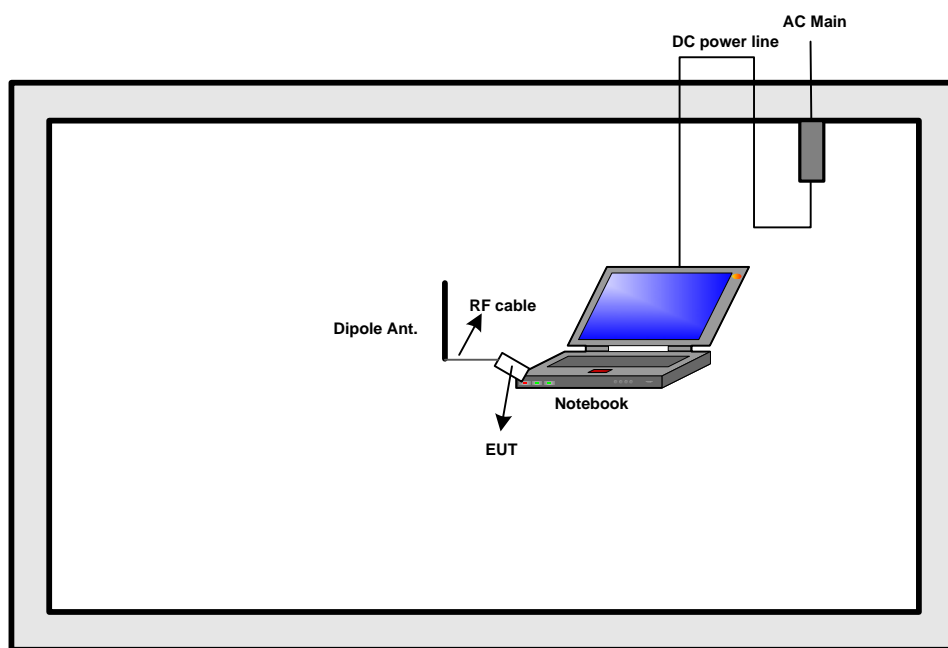 AC Main
DC power line
RF cable
Dipole Ant.
Notebook
EUT